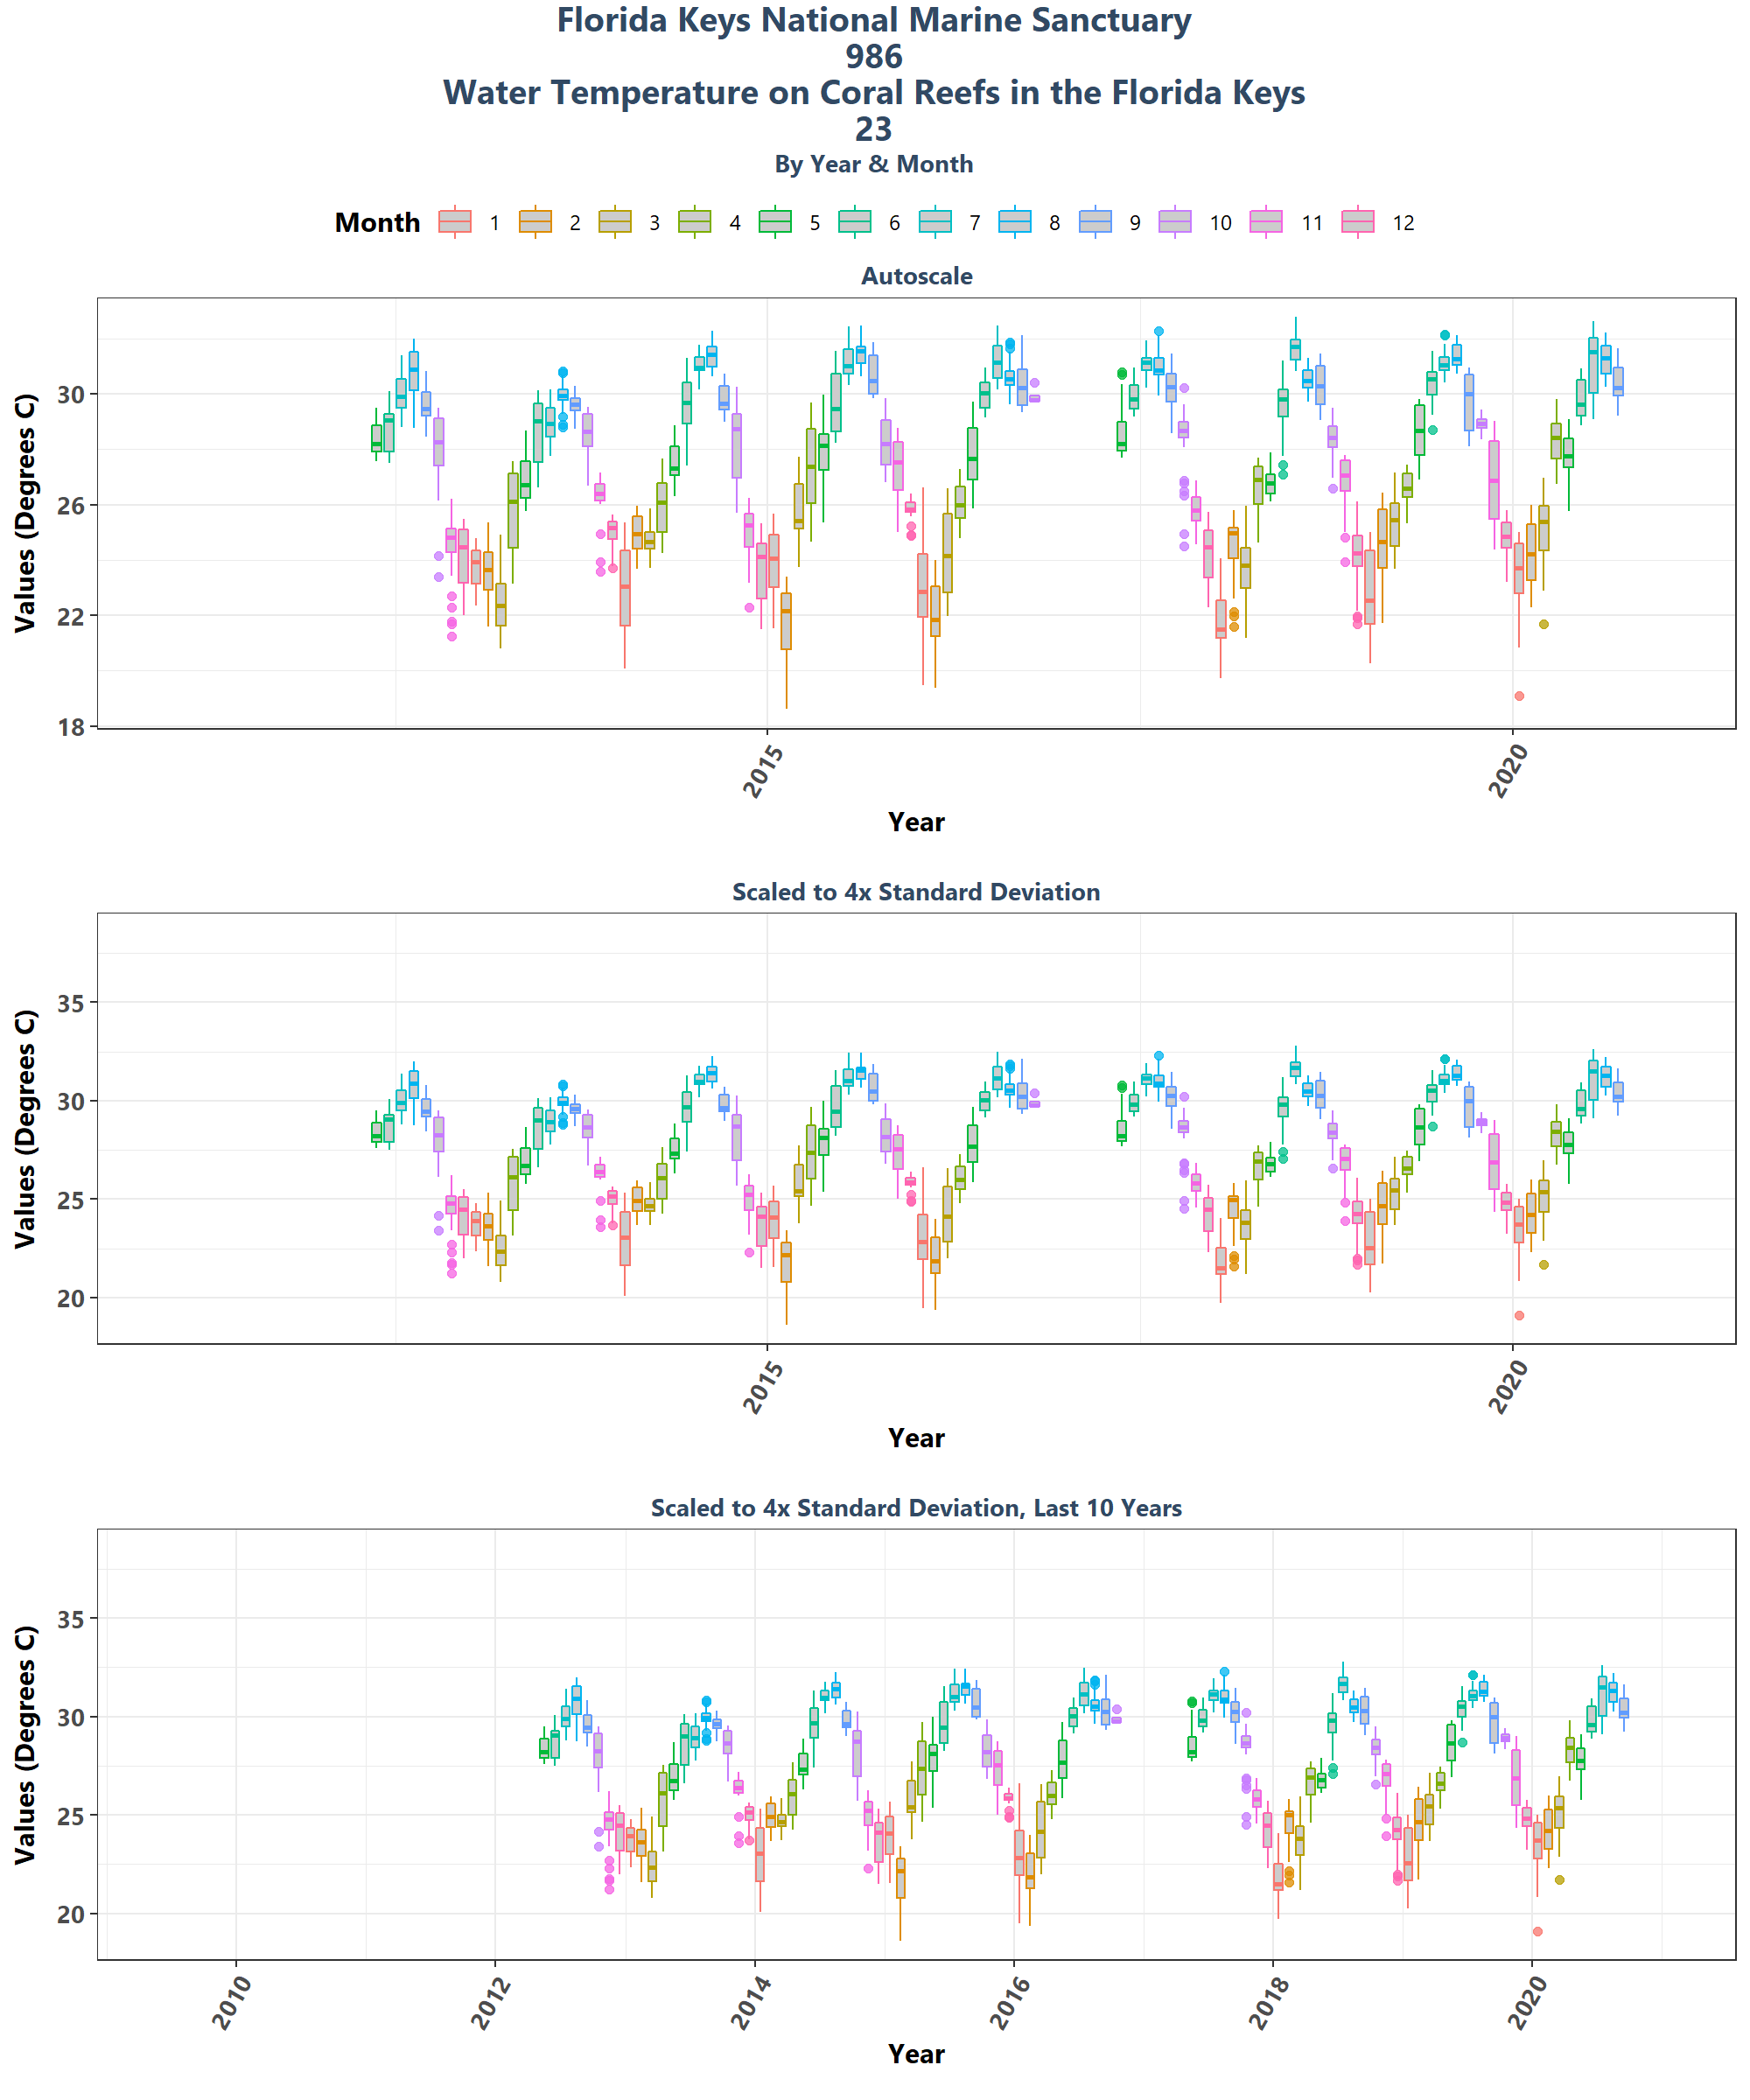 Florida Keys National Marine Sanctuary
986
Water Temperature on Coral Reefs in the Florida Keys
23
By Year & Month
Month 1 2 3 4 5 6 7 8 9 10 11 12
Autoscale
Values (Degrees C)
30
26
22
18
2015 2020
Year
Scaled to 4x Standard Deviation
Values (Degrees C)
35
30
25
20
2015 2020
Year
Scaled to 4x Standard Deviation, Last 10 Years
Values (Degrees C)
35
30
25
20
2010 2012 2014 2016 2018 2020
Year